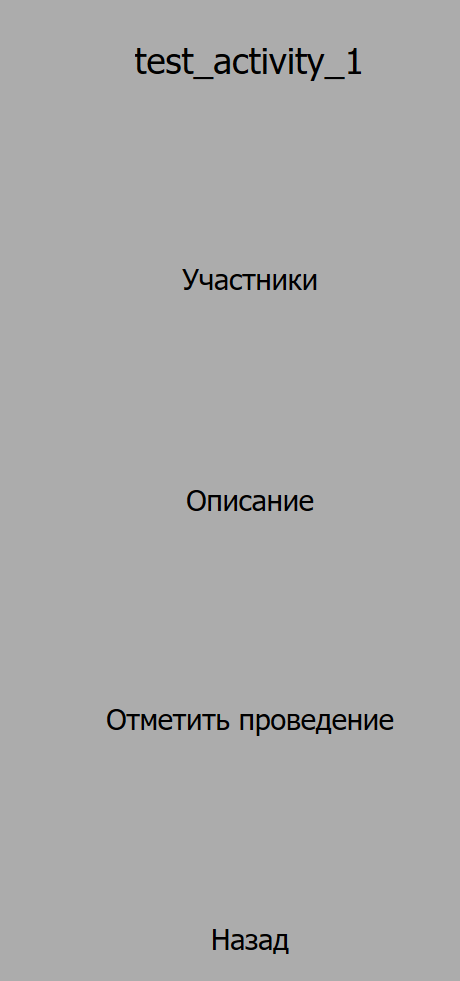 test_activity_1
Участники
Описание
Отметить проведение
Назад